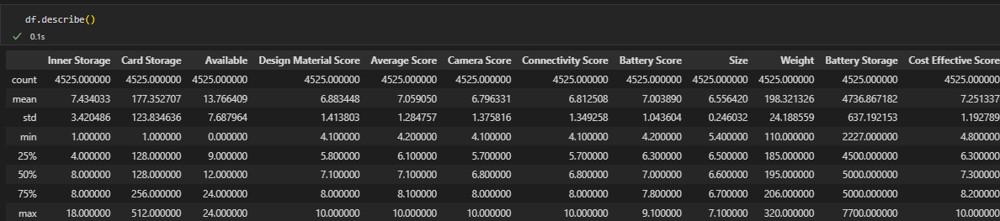 df.describe()
0.1s
Inner Storage Card Storage Available Design Material Score Average Score Camera Score Connectivity Score Battery Score Size Weight Battery Storage Cost Effective Score
count 4525.000000 4525.000000 4525.000000 4525.000000 4525.000000 4525.000000 4525.000000 4525.000000 4525.000000 4525.000000 4525.000000 4525.000000
mean 7.434033 177.352707 13.766409 6.883448 7.059050 6.796331 6.812508 7.003890 6.556420 198.321326 4736.867182 7.251337
std 3.420486 123.834636 7.687964 1.413803 1.284757 1.375816 1.349258 1.043604 0.246032 24.188559 637.192153 1.192789
min 1.000000 1.000000 0.000000 4.100000 4.200000 4.100000 4.100000 4.200000 5.400000 110.000000 2227.000000 4.800000
25% 4.000000 128.000000 9.000000 5.800000 6.100000 5.700000 5.700000 6.300000 6.500000 185.000000 4500.000000 6.300000
50% 8.000000 128.000000 12.000000 7.100000 7.100000 6.800000 6.800000 7.000000 6.600000 195.000000 5000.000000 7.300000
75% 8.000000 256.000000 24.000000 8.000000 8.100000 8.000000 8.000000 7.800000 6.700000 206.000000 5000.000000 8.200000
max 18.000000 512.000000 24.000000 10.000000 10.000000 10.000000 10.000000 9.100000 7.100000 320.000000 7700.000000 10.000000